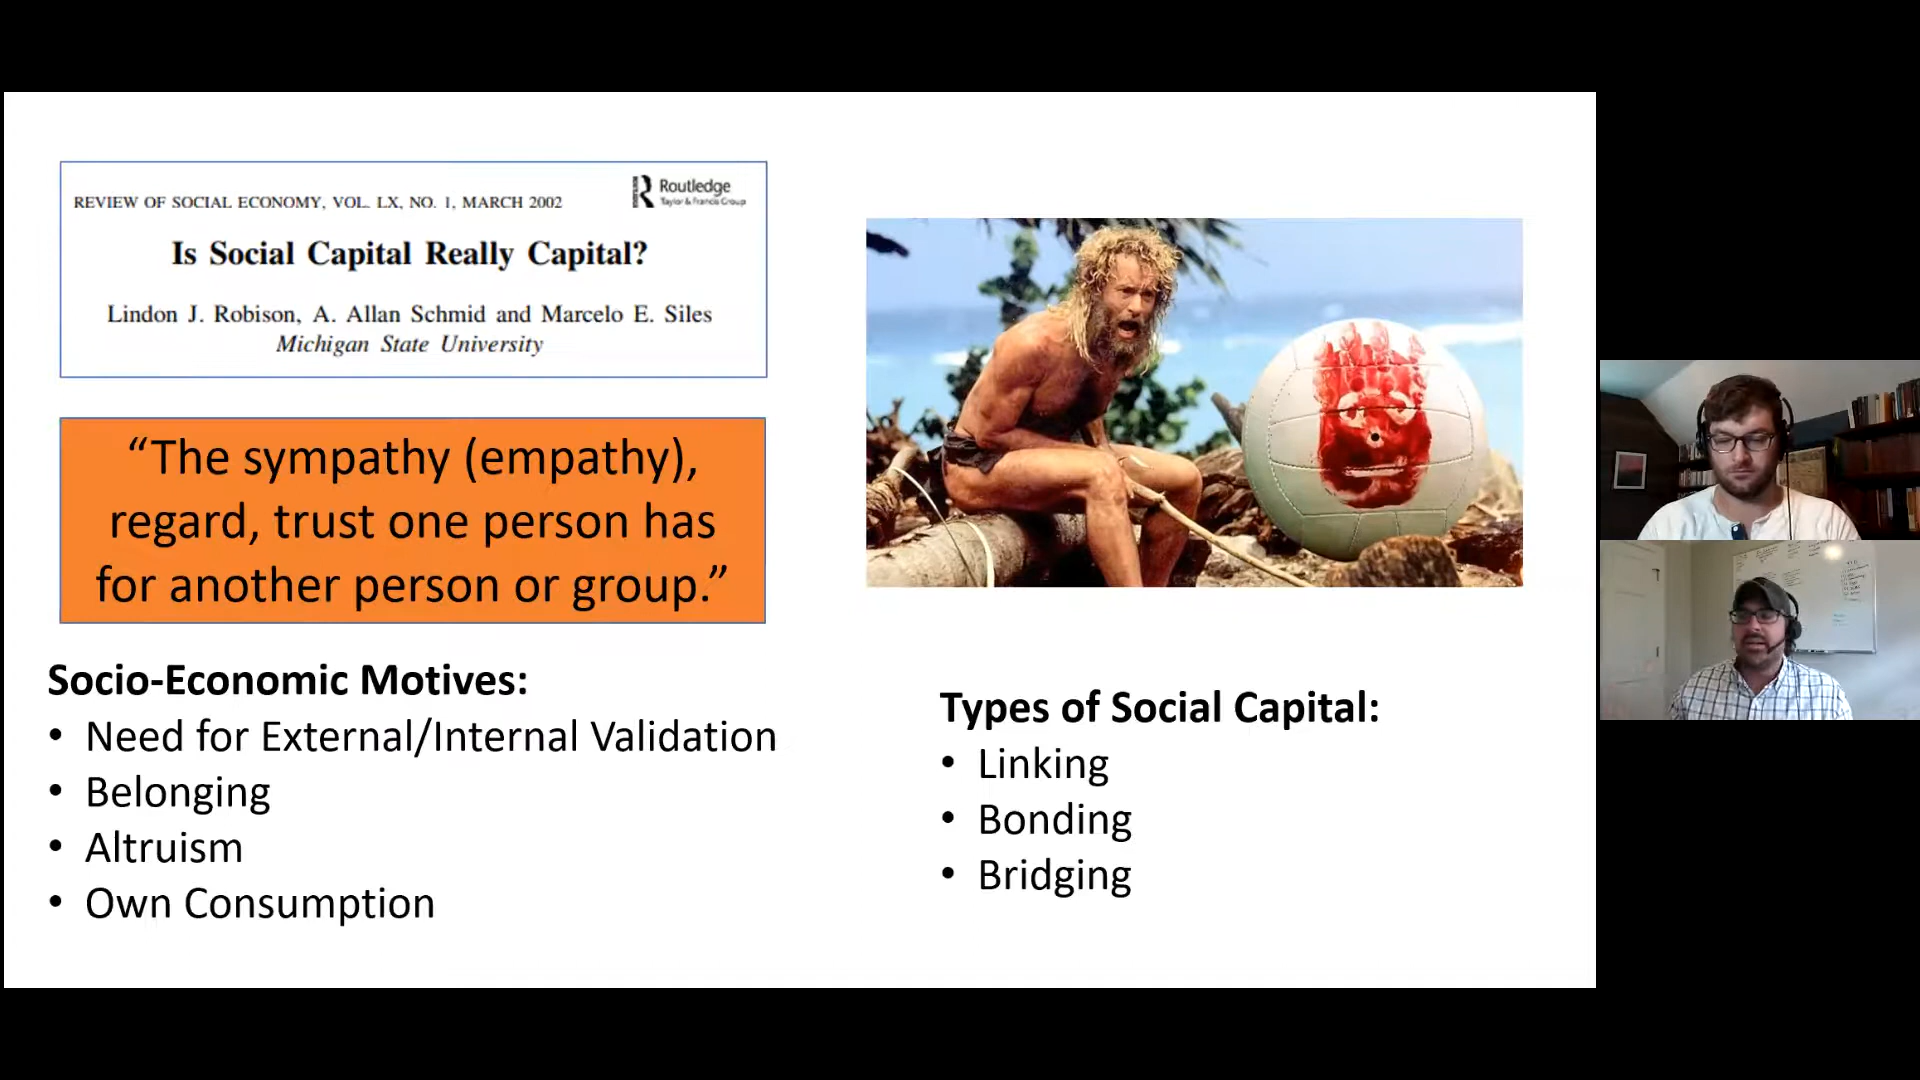 REVIEW OF SOCIAL ECONOMY, VOL. LX, NO. 1, MARCH 2002
Routledge
Taylor & Francis Group
Is Social Capital Really Capital?
Lindon J. Robison, A. Allan Schmid and Marcelo E. Siles
Michigan State University
“The sympathy (empathy),
regard, trust one person has
for another person or group.”
Socio-Economic Motives:
• Need for External/Internal Validation
• Belonging
• Altruism
• Own Consumption
Types of Social Capital:
• Linking
• Bonding
• Bridging